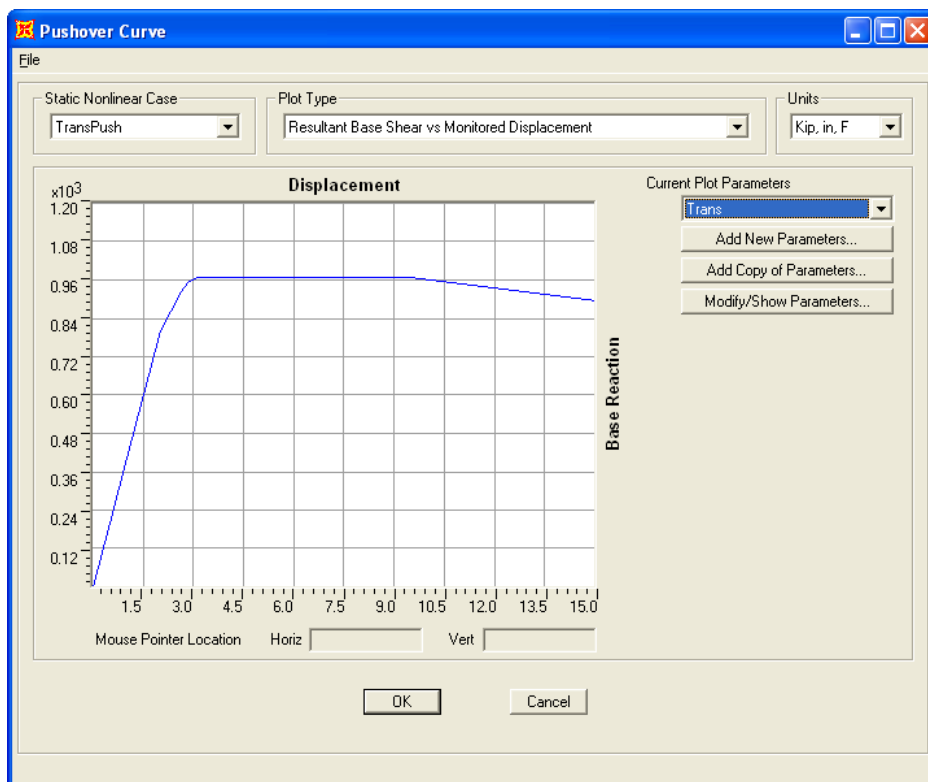 Pushover Curve
File
Static Nonlinear Case
Plot Type
Units
TransPush
Resultant Base Shear vs Monitored Displacement
Kip, in, F
x103
Displacement
1.20
1.08
0.96
0.84
0.72
0.60
0.48
0.36
0.24
0.12
1.5 3.0 4.5 6.0 7.5 9.0 10.5 12.0 13.5 15.0
Base Reaction
Current Plot Parameters
Trans
Add New Parameters...
Add Copy of Parameters...
Modify/Show Parameters...
Mouse Pointer Location Horiz Vert
OK Cancel